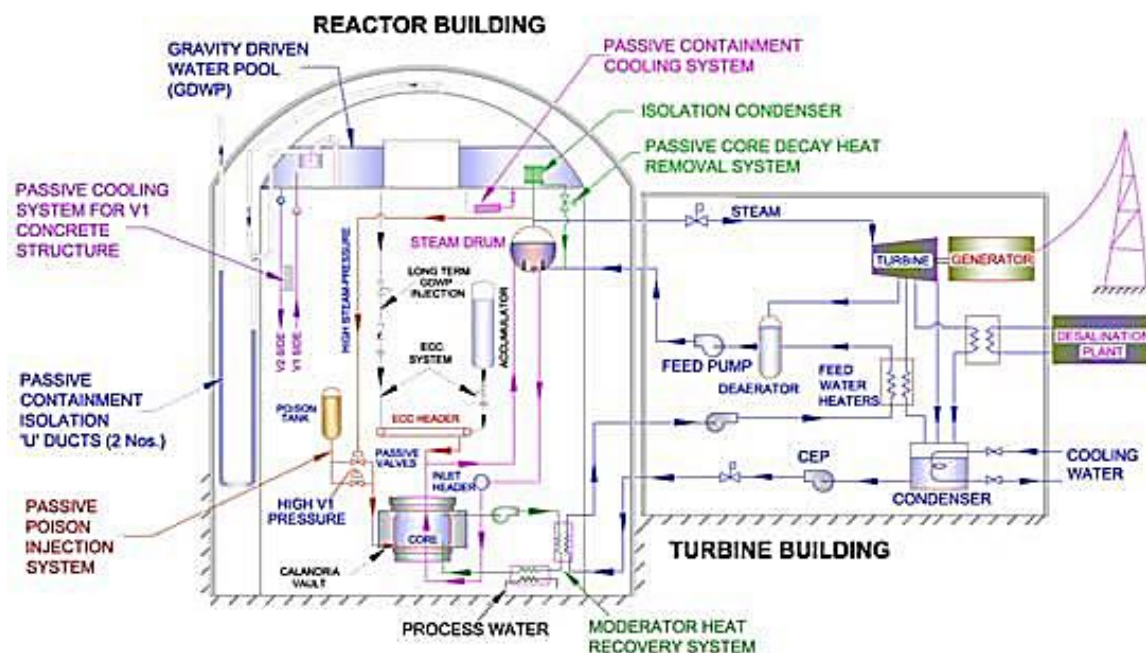 REACTOR BUILDING
GRAVITY DRIVEN
WATER POOL
(GDWP)
PASSIVE CONTAINMENT
COOLING SYSTEM
ISOLATION CONDENSER
PASSIVE CORE DECAY HEAT
REMOVAL SYSTEM
PASSIVE COOLING
SYSTEM FOR V1
CONCRETE
STRUCTURE
STEAM DRUM
P
STEAM
TURBINE
GENERATOR
HIGH STEAM-PRESSURE
LONG TERM
GDWP
INJECTION
ACCUMULATOR
V2 SIDE
V1 SIDE
ECC
SYSTEM
FEED PUMP
DEAERATOR
FEED
WATER
HEATERS
DESALINATION
PLANT
PASSIVE
CONTAINMENT
ISOLATION
'U' DUCTS (2 Nos.)
POISON
TANK
ECC HEADER
PASSIVE
VALVES
INLET
HEADER
P
CEP
COOLING
WATER
CONDENSER
HIGH V1
PRESSURE
PASSIVE
POISON
INJECTION
SYSTEM
CORE
CALANDRIA
VAULT
TURBINE BUILDING
PROCESS WATER
MODERATOR HEAT
RECOVERY SYSTEM